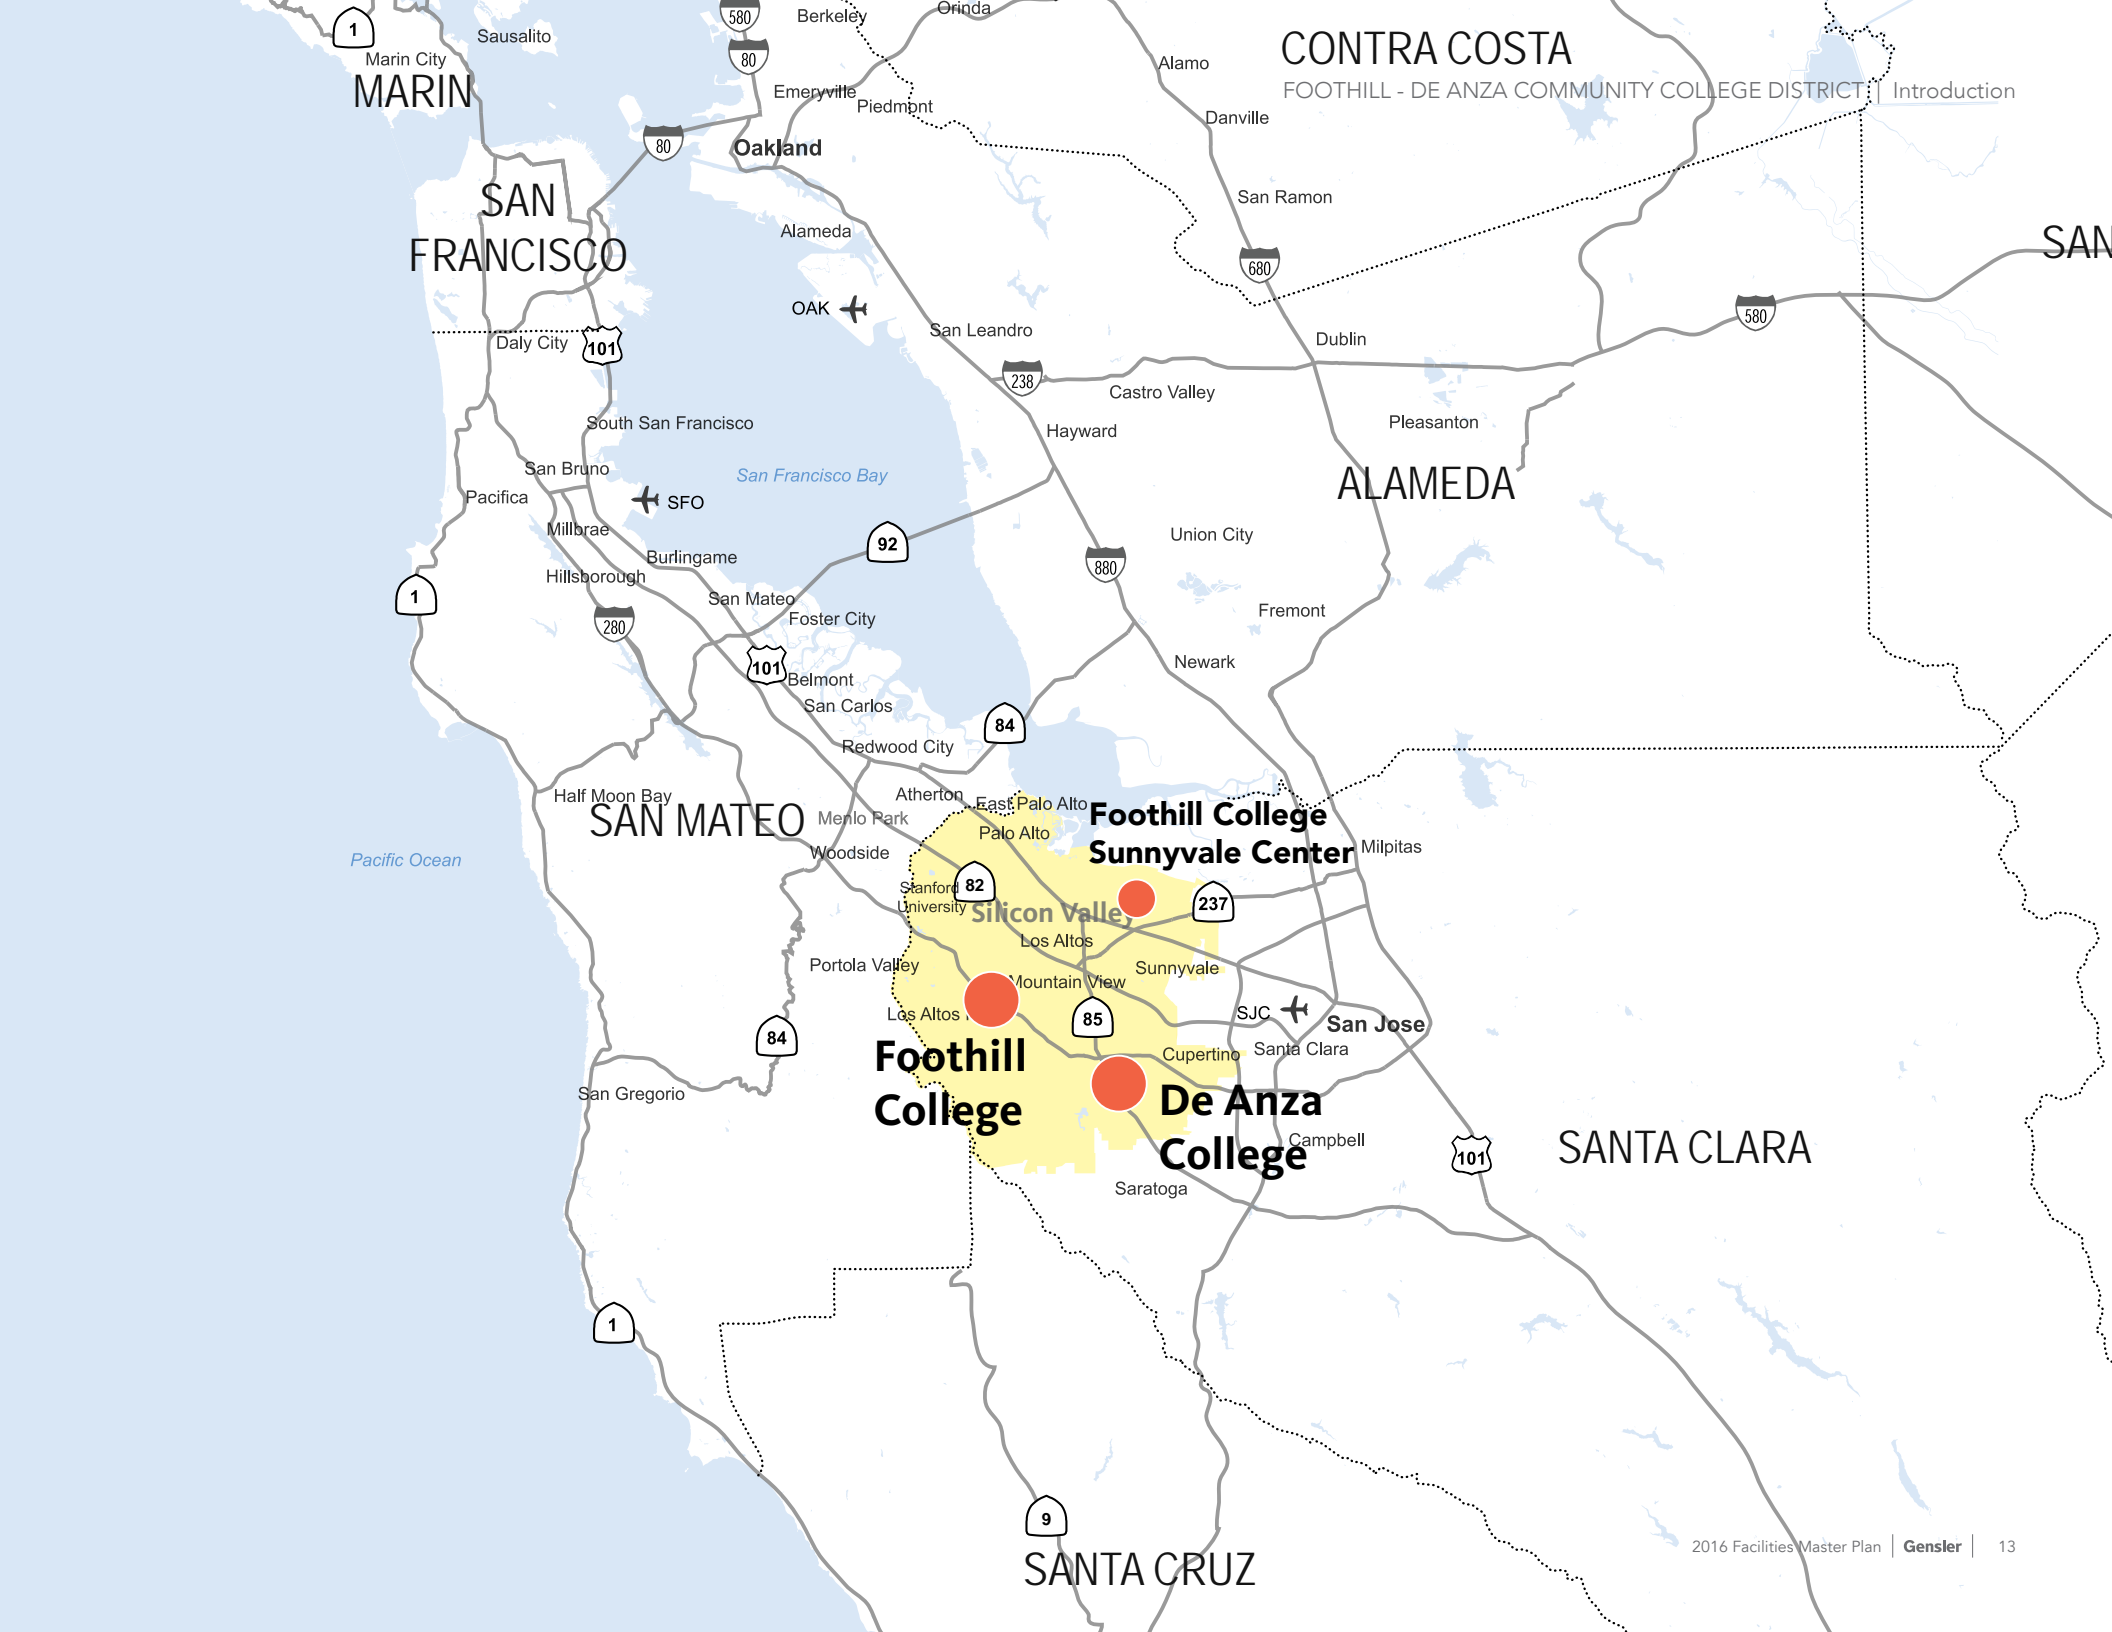 580
Berkeley
Orinda
1
Sausalito
CONTRA COSTA
Marin City
80
Alamo
MARIN
Emeryville
FOOTHILL - DE ANZA COMMUNITY COLLEGE DISTRICT | Introduction
Piedmont
Danville
80
Oakland
SAN
FRANCISCO
San Ramon
Alameda
SAN
680
OAK
580
San Leandro
Daly City
101
Dublin
238
Castro Valley
South San Francisco
Hayward
Pleasanton
San Bruno
San Francisco Bay
ALAMEDA
Pacifica
SFO
Millbrae
92
Union City
Burlingame
880
Hillsborough
1
San Mateo
Foster City
Fremont
280
101
Newark
Belmont
San Carlos
84
Redwood City
Half Moon Bay
Atherton
East Palo Alto
SAN MATEO
Menlo Park
Palo Alto
Foothill College
Sunnyvale Center
Milpitas
Pacific Ocean
Woodside
Stanford
University
82
237
Silicon Valley
Los Altos
Portola Valley
Sunnyvale
Mountain View
Los Altos
85
SJC
San Jose
84
Foothill
College
Cupertino
Santa Clara
San Gregorio
De Anza
College
Campbell
101
SANTA CLARA
Saratoga
1
9
SANTA CRUZ
2016 Facilities Master Plan | Gensler | 13